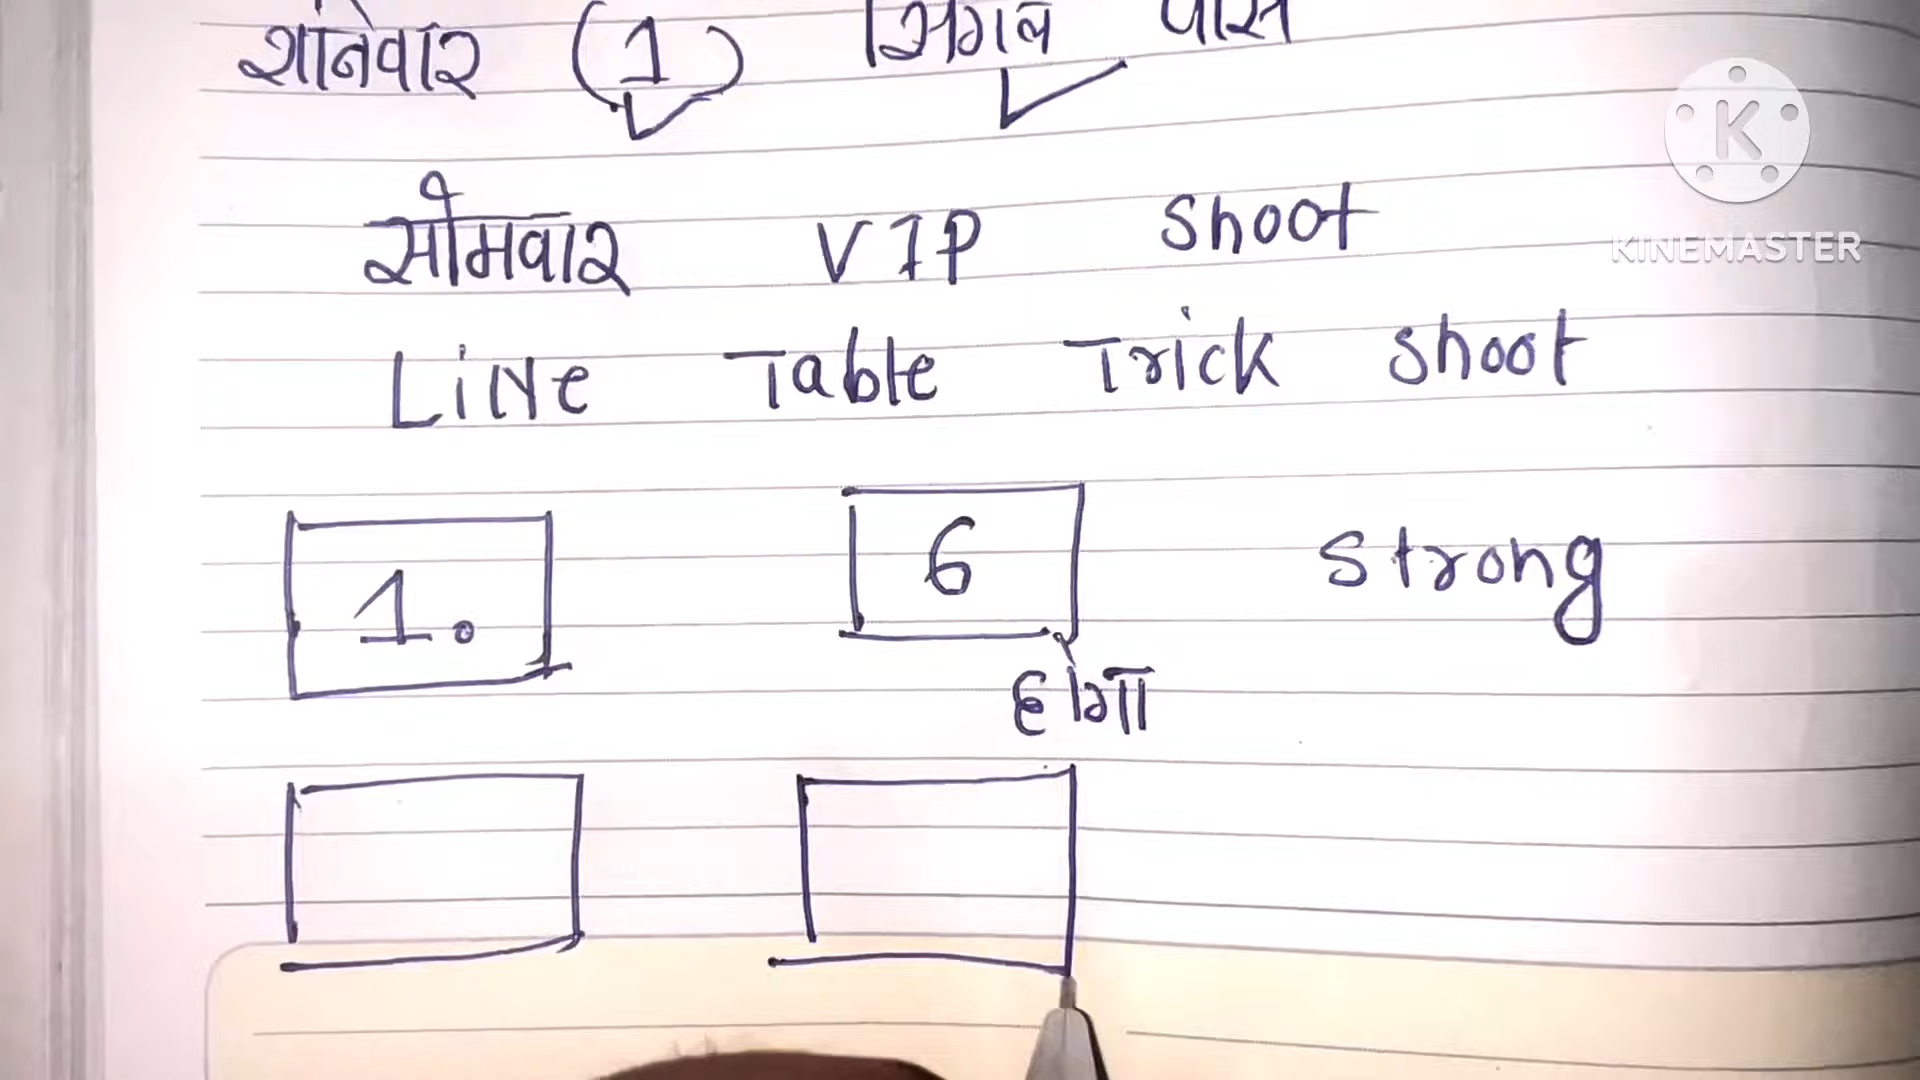 शनिवार (1) सिंगल पास
K
KINEMASTER
सोमवार VIP Shoot
LiNe Table Trick Shoot
1. 6 Strong
होगा